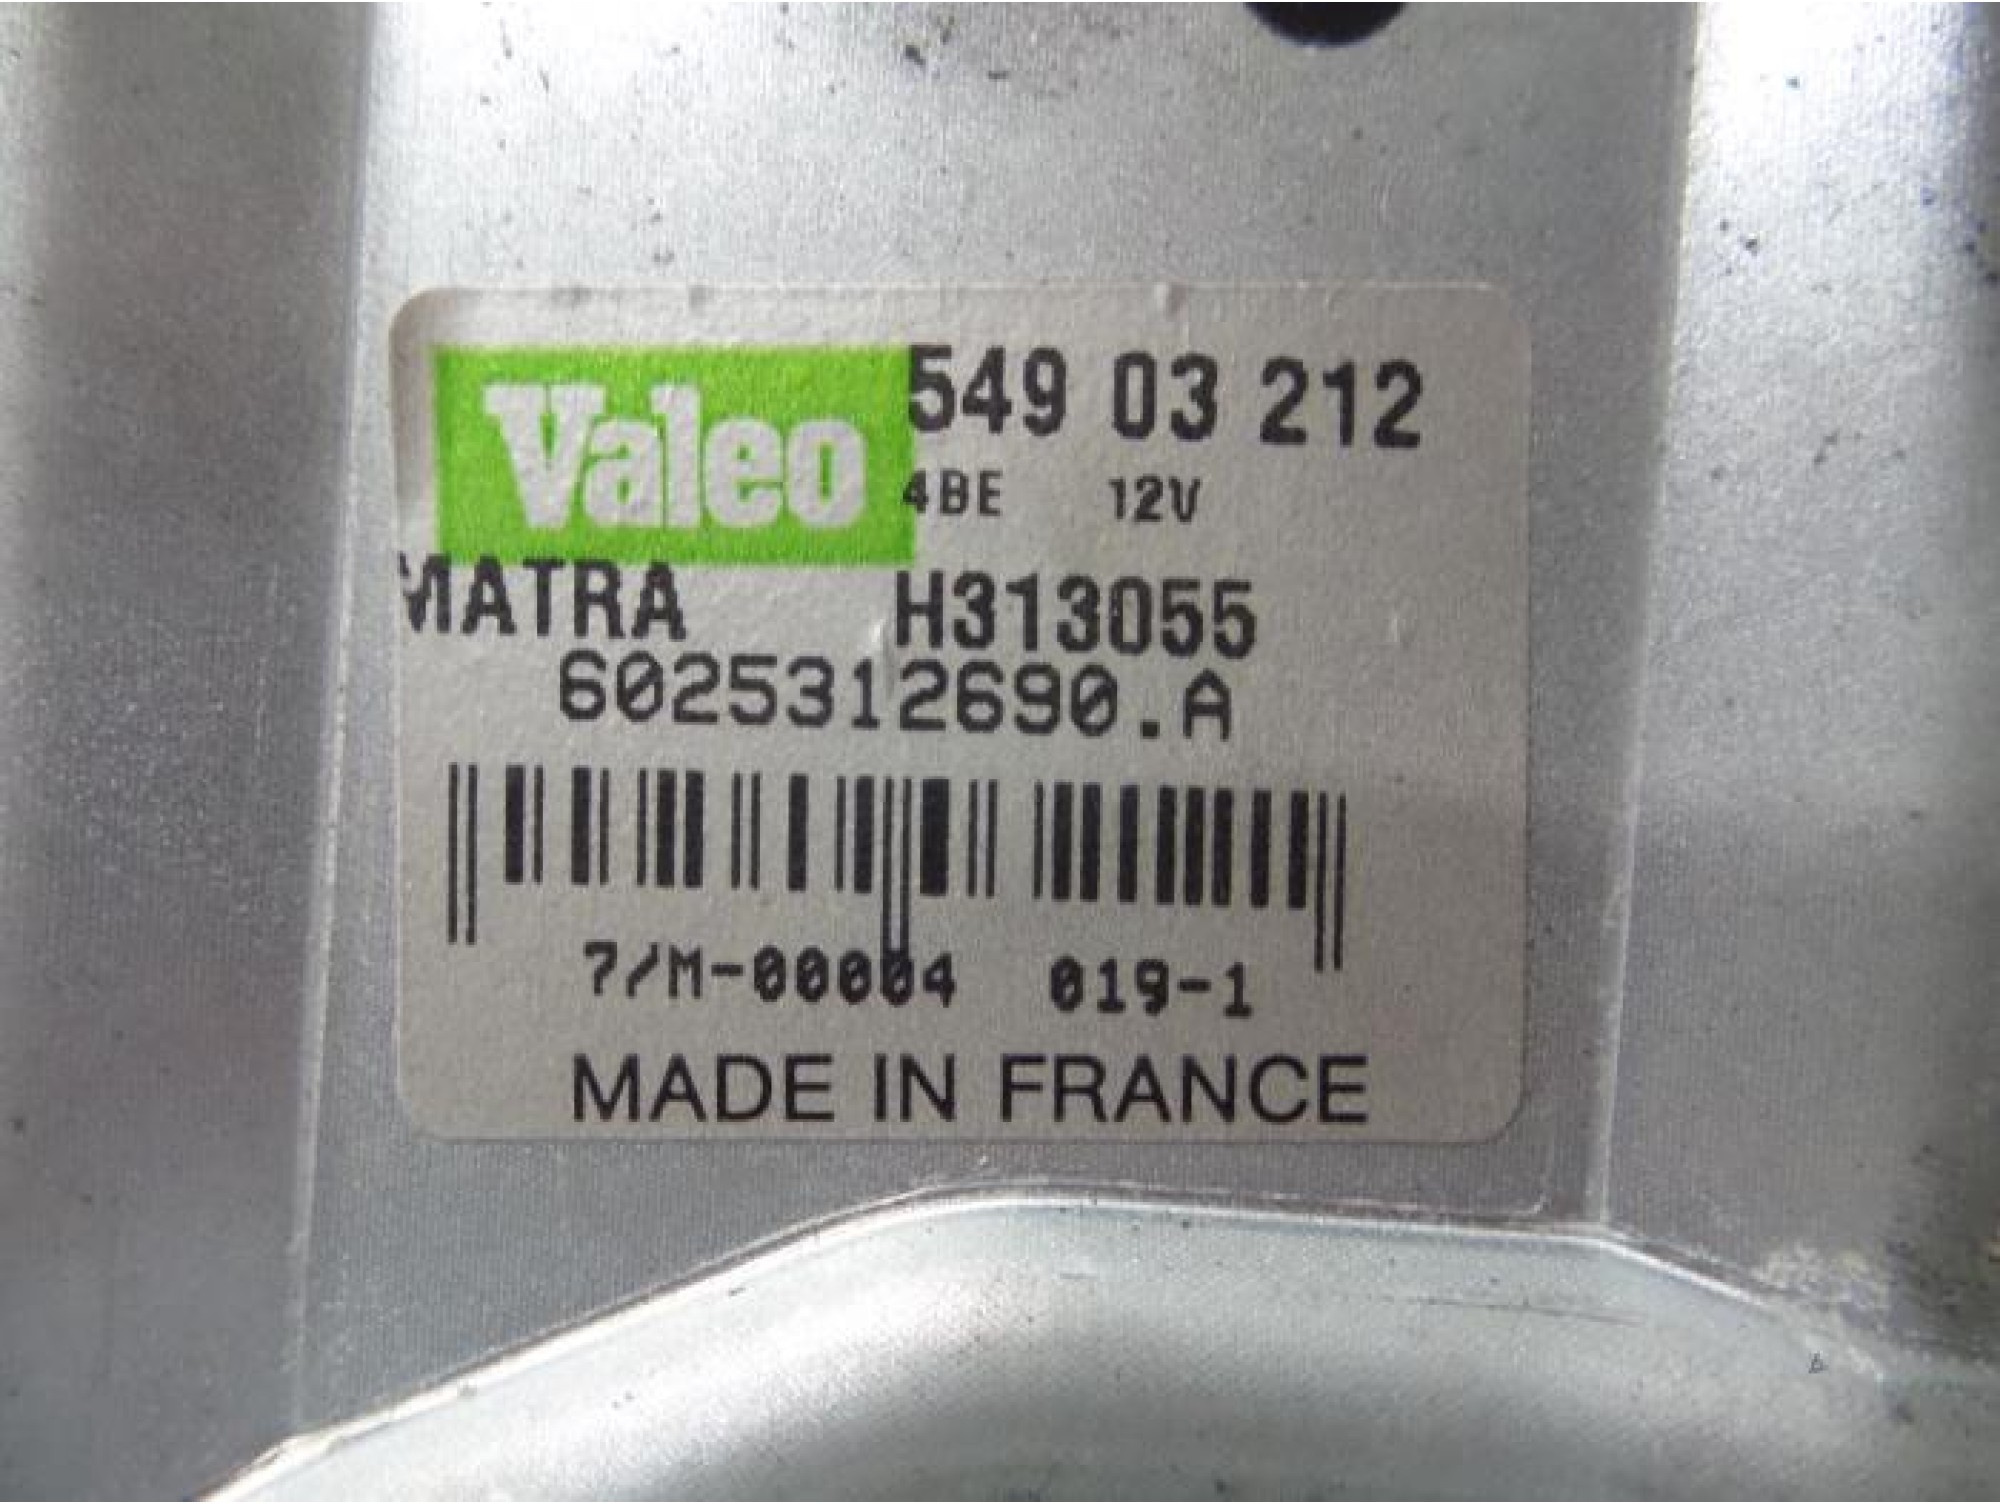 Valeo 549 03 212
4BE 12V
MATRA H313055
6025312690.A
7/M-00004 019-1
MADE IN FRANCE